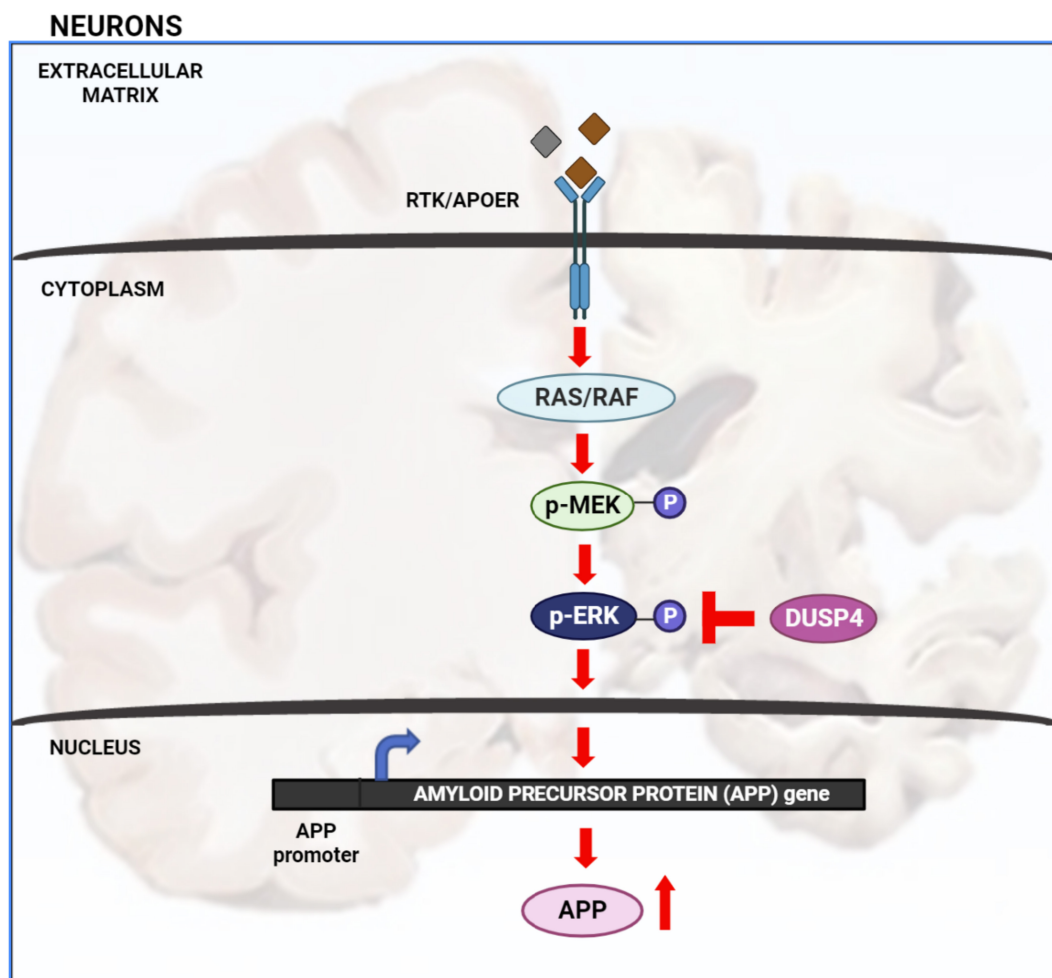 NEURONS
EXTRACELLULAR
MATRIX
RTK/APOER
CYTOPLASM
RAS/RAF
p-MEK
P
p-ERK
P
DUSP4
NUCLEUS
AMYLOID PRECURSOR PROTEIN (APP) gene
APP
promoter
APP